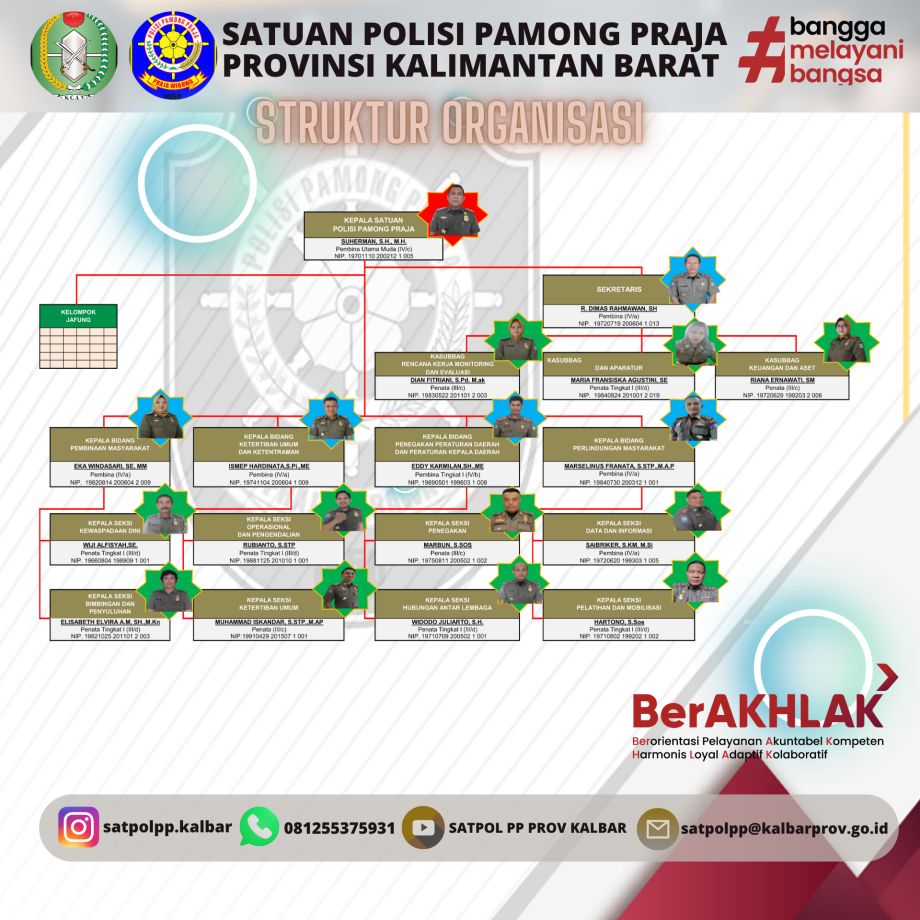 SATUAN POLISI PAMONG PRAJA
PROVINSI KALIMANTAN BARAT
#bangga
melayani
bangsa
STRUKTUR ORGANISASI
KEPALA SATUAN
POLISI PAMONG PRAJA
SUHERMAN, S.H., M.H.
Pembina Utama Muda (IV/c)
NIP. 19701110 200212 1 005
SEKRETARIS
R. DIMAS RAHMAWAN, SH
Pembina (IV/a)
NIP. 19720719 200604 1 013
KELOMPOK
JAFUNG
KASUBBAG
RENCANA KERJA MONITORING
DAN EVALUASI
DIAN FITRIANI, S.Pd, M.ak
Penata (III/c)
NIP. 19830522 201101 2 003
KASUBBAG
DAN APARATUR
MARIA FRANSISKA AGUSTINI, SE
Penata Tingkat I (III/d)
NIP. 19840824 201001 2 019
KASUBBAG
KEUANGAN DAN ASET
RIANA ERNAWATI, SM
Penata (III/c)
NIP. 19720629 199203 2 006
KEPALA BIDANG
PEMBINAAN MASYARAKAT
EKA WINDASARI, SE, MM
Pembina (IV/a)
NIP. 19820814 200604 2 009
KEPALA BIDANG
KETERTIBAN UMUM
DAN KETENTRAMAN
ISMEP HARDINATA,S.Pi.,ME
Pembina (IV/a)
NIP. 19741104 200604 1 009
KEPALA BIDANG
PENEGAKAN PERATURAN DAERAH
DAN PERATURAN KEPALA DAERAH
EDDY KARMILAN,SH.,ME
Pembina Tingkat I (IV/b)
NIP. 19690501 199803 1 008
KEPALA BIDANG
PERLINDUNGAN MASYARAKAT
MARSELINUS FRANATA, S.STP.,M.A.P
Pembina (IV/a)
NIP. 19840730 200312 1 001
KEPALA SEKSI
KEWASPADAAN DINI
WIJI ALFISYAH,SE.
Penata Tingkat I (III/d)
NIP. 19660804 198909 1 001
KEPALA SEKSI
OPERASIONAL
DAN PENGENDALIAN
RUBIANTO, S.STP
Penata Tingkat I (III/d)
NIP. 19881125 201010 1 001
KEPALA SEKSI
PENEGAKAN
MARBUN, S.SOS
Penata Tingkat I (III/d)
NIP. 19750811 200502 1 002
KEPALA SEKSI
DATA DAN INFORMASI
SAIBRIKER, S.KM, M.Si
Pembina (IV/a)
NIP. 19720620 199303 1 005
KEPALA SEKSI
BIMBINGAN DAN
PENYULUHAN
ELISABETH ELVIRA A.M, SH.,M.Kn
Penata Tingkat I (III/d)
NIP. 19821025 201101 2 003
KEPALA SEKSI
KETERTIBAN UMUM
MUHAMMAD ISKANDAR, S.STP.,M.AP
Penata (III/c)
NIP.19910429 201507 1 001
KEPALA SEKSI
HUBUNGAN ANTAR LEMBAGA
WIDODO JULIARTO, S.H.
Penata Tingkat I (III/d)
NIP. 19710709 200502 1 001
KEPALA SEKSI
PELATIHAN DAN MOBILISASI
HARTONO, S.Sos
Penata Tingkat I (III/d)
NIP. 19710802 199202 1 002
BerAKHLAK
Berorientasi Pelayanan Akuntabel Kompeten
Harmonis Loyal Adaptif Kolaboratif
satpolpp.kalbar
081255375931
SATPOL PP PROV KALBAR
satpolpp@kalbarprov.go.id